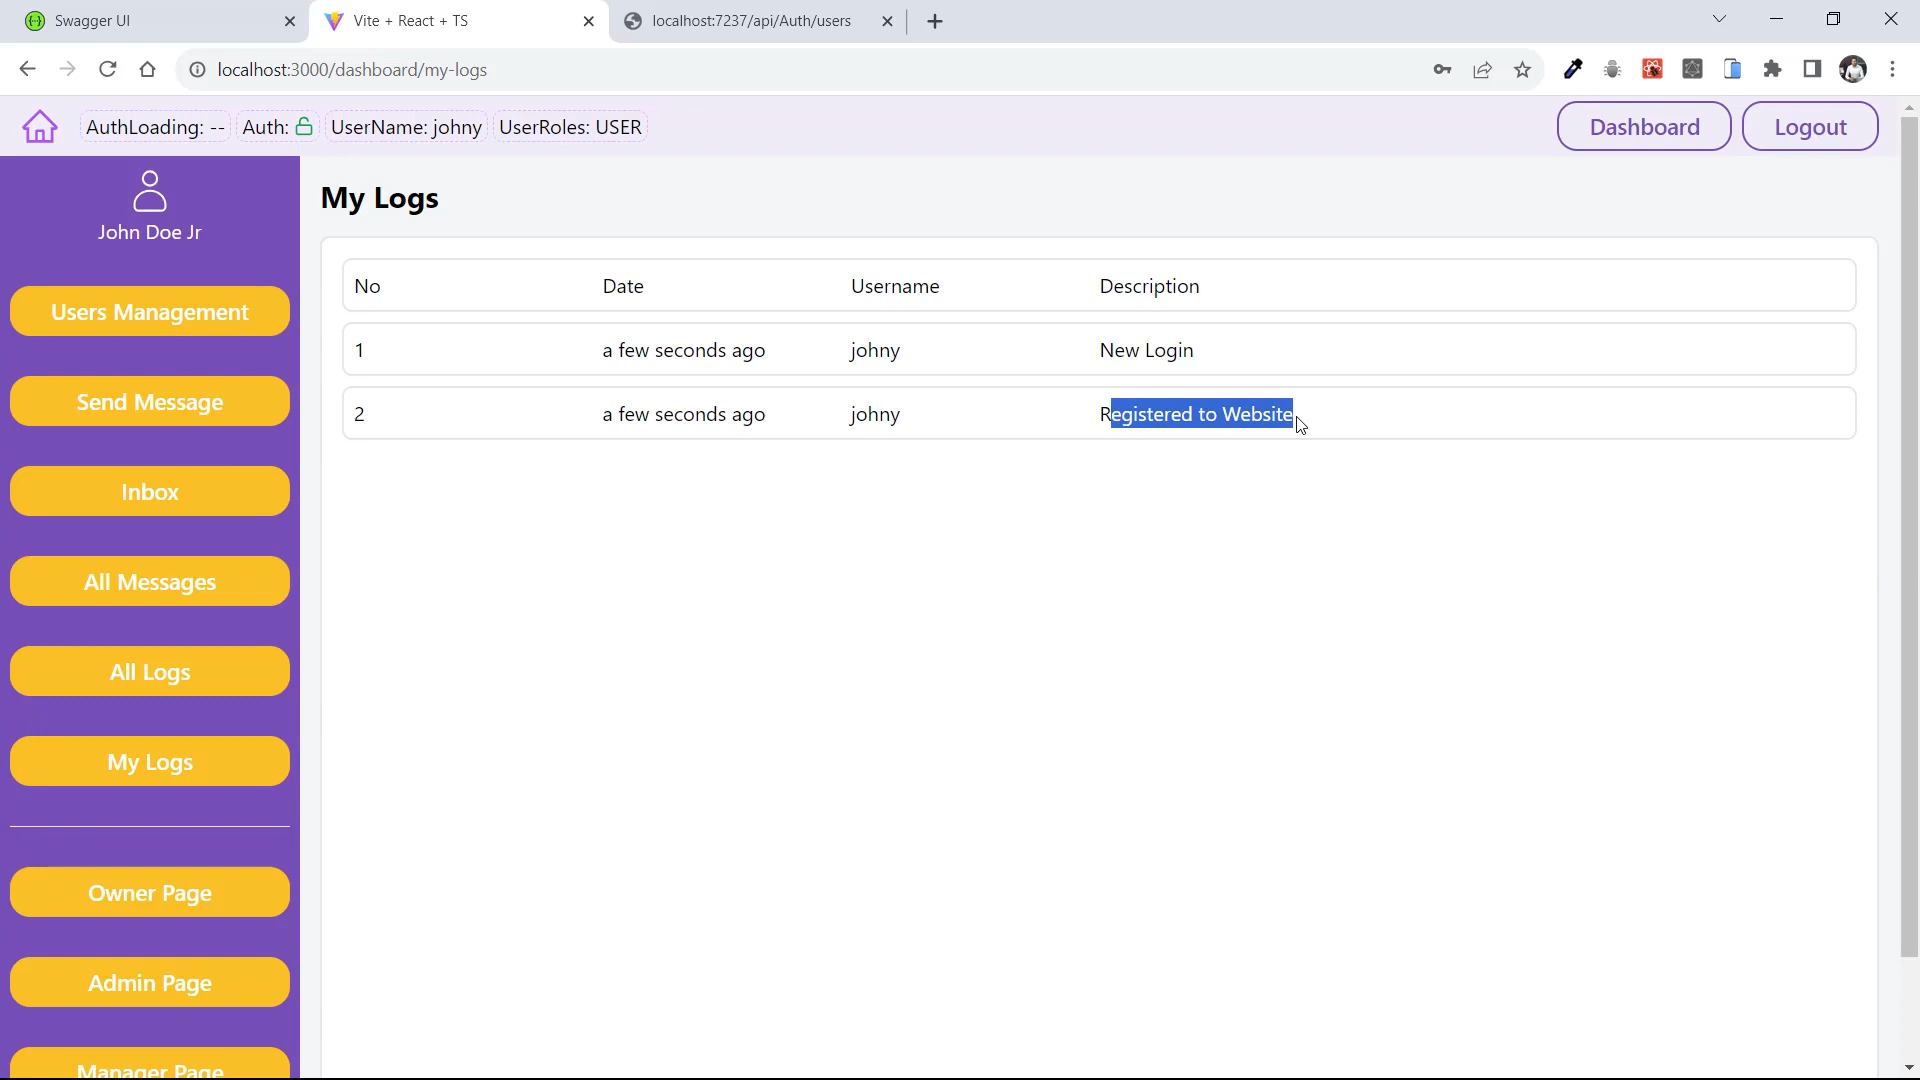 Swagger UI
Vite + React + TS
localhost:7237/api/Auth/users
localhost:3000/dashboard/my-logs
AuthLoading: -- Auth: UserName: johny UserRoles: USER
Dashboard
Logout
John Doe Jr
Users Management
Send Message
Inbox
All Messages
All Logs
My Logs
Owner Page
Admin Page
Manager Page
My Logs
No Date Username Description
1 a few seconds ago johny New Login
2 a few seconds ago johny Registered to Website